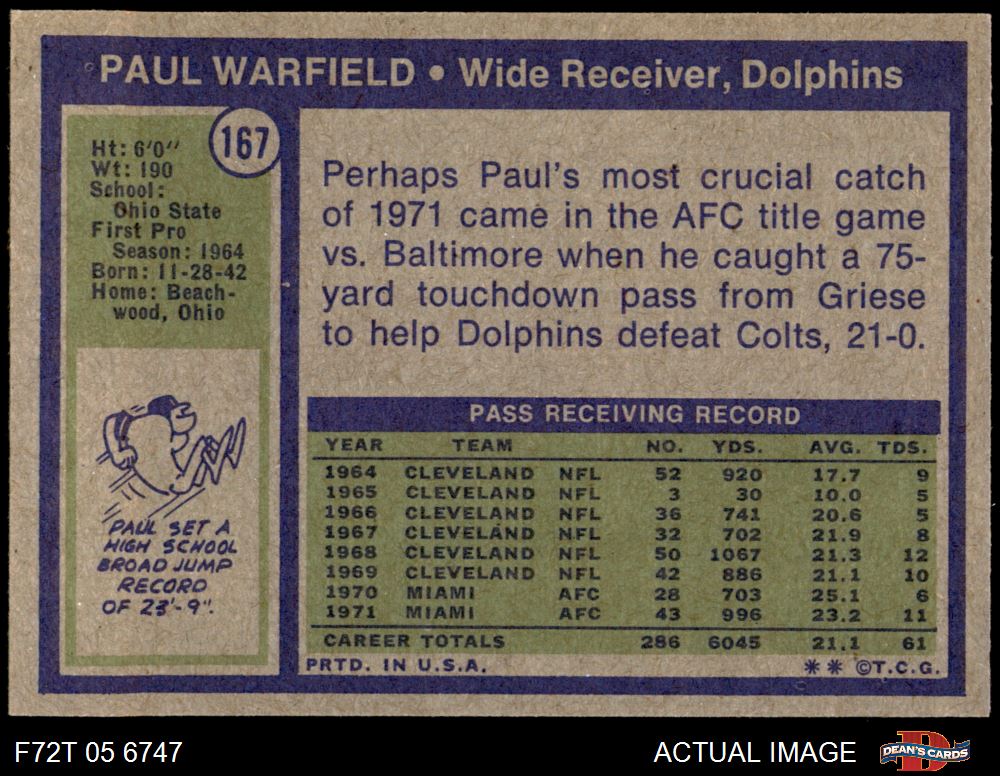 PAUL WARFIELD • Wide Receiver, Dolphins
167
Ht: 6'0"
Wt: 190
School:
Ohio State
First Pro
Season: 1964
Born: 11-28-42
Home: Beach-
wood, Ohio
PAUL SET A
HIGH SCHOOL
BROAD JUMP
RECORD
OF 23'-9".
Perhaps Paul's most crucial catch
of 1971 came in the AFC title game
vs. Baltimore when he caught a 75-
yard touchdown pass from Griese
to help Dolphins defeat Colts, 21-0.
PASS RECEIVING RECORD
YEAR TEAM NO. YDS. AVG. TDS.
1964 CLEVELAND NFL 52 920 17.7 9
1965 CLEVELAND NFL 3 30 10.0 5
1966 CLEVELAND NFL 36 741 20.6 5
1967 CLEVELAND NFL 32 702 21.9 8
1968 CLEVELAND NFL 50 1067 21.3 12
1969 CLEVELAND NFL 42 886 21.1 10
1970 MIAMI AFC 28 703 25.1 6
1971 MIAMI AFC 43 996 23.2 11
CAREER TOTALS 286 6045 21.1 61
PRTD. IN U.S.A. ** ©T.C.G.
F72T 05 6747 ACTUAL IMAGE D DEAN'S CARDS